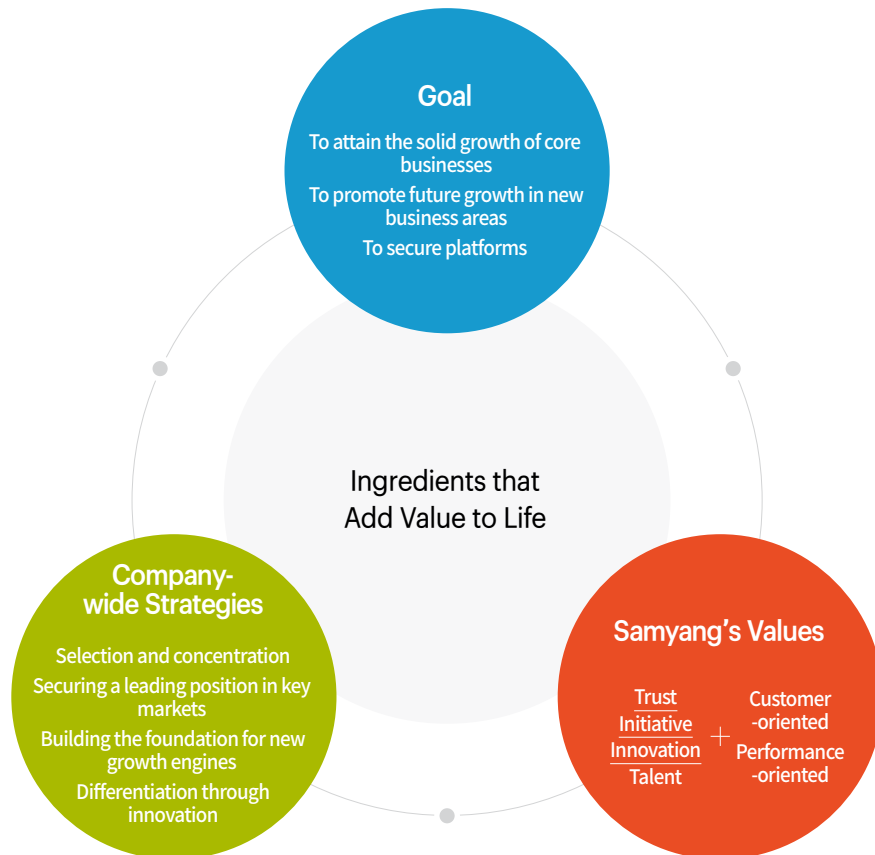 Goal
To attain the solid growth of core
businesses
To promote future growth in new
business areas
To secure platforms
Ingredients that
Add Value to Life
Company-
wide Strategies
Selection and concentration
Securing a leading position in key
markets
Building the foundation for new
growth engines
Differentiation through
innovation
Samyang's Values
Trust
Initiative
Innovation
Talent
+
Customer
-oriented
Performance
-oriented